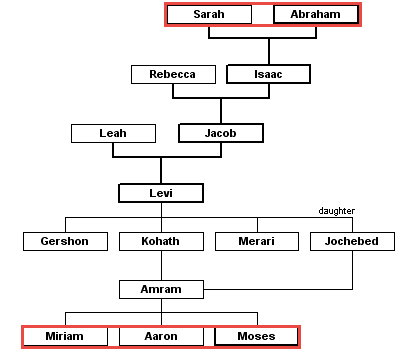 Sarah Abraham
Rebecca Isaac
Leah Jacob
Levi
daughter
Gershon Kohath Merari Jochebed
Amram
Miriam Aaron Moses